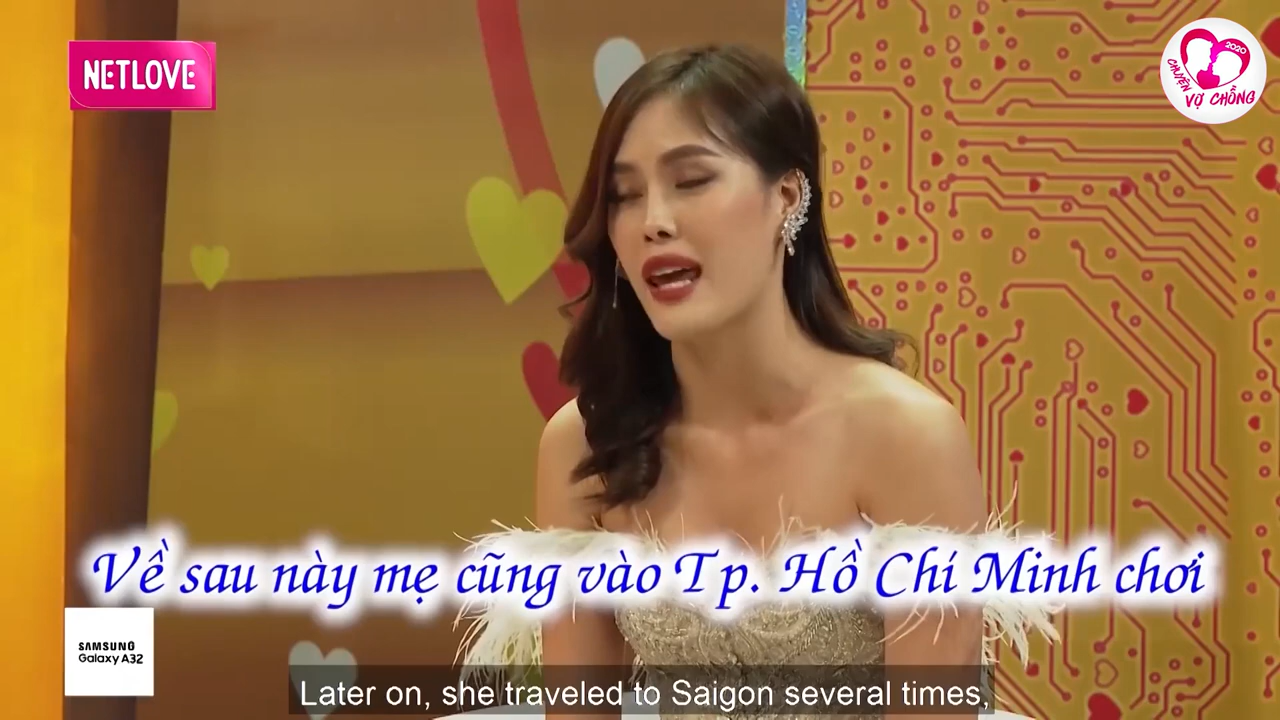 NETLOVE
2020
CHUYỆN
VỢ CHỒNG
Về sau này mẹ cũng vào Tp. Hồ Chí Minh chơi
SAMSUNG
Galaxy A32
Later on, she traveled to Saigon several times,